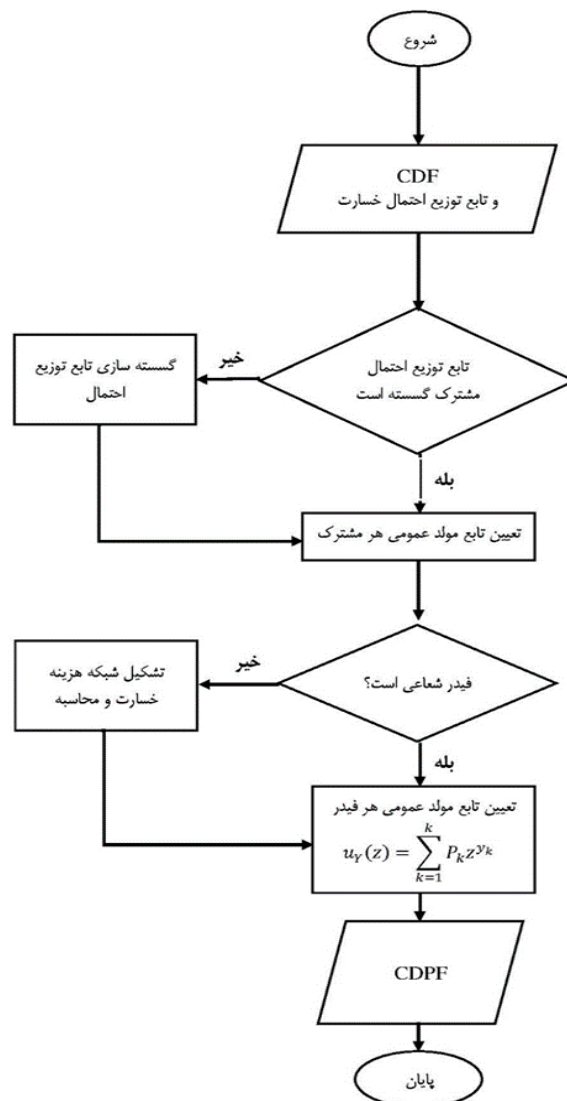 شروع
CDF
و تابع توزیع احتمال خسارت
تابع توزیع احتمال
مشترک گسسته است
خیر
گسسته سازی تابع توزیع
احتمال
بله
تعیین تابع مولد عمومی هر مشترک
فیدر شعاعی است؟
خیر
تشکیل شبکه هزینه
خسارت و محاسبه
بله
تعیین تابع مولد عمومی هر فیدر
$u_Y(z) = \sum_{k=1}^{k} P_k z^{y_k}$
CDPF
پایان